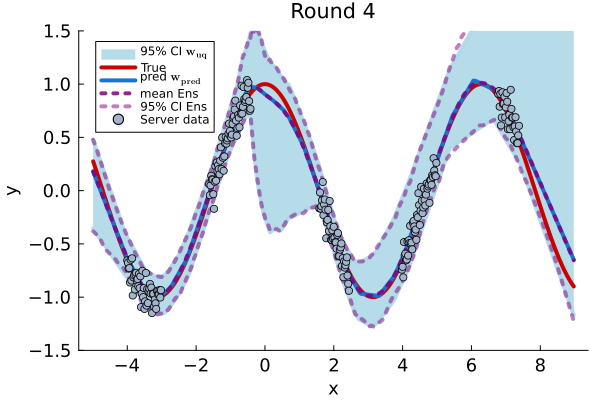 Round 4
95% CI w_uq
True
pred w_pred
mean Ens
95% CI Ens
Server data
y
1.5
1.0
0.5
0.0
−0.5
−1.0
−1.5
−4 −2 0 2 4 6 8
x